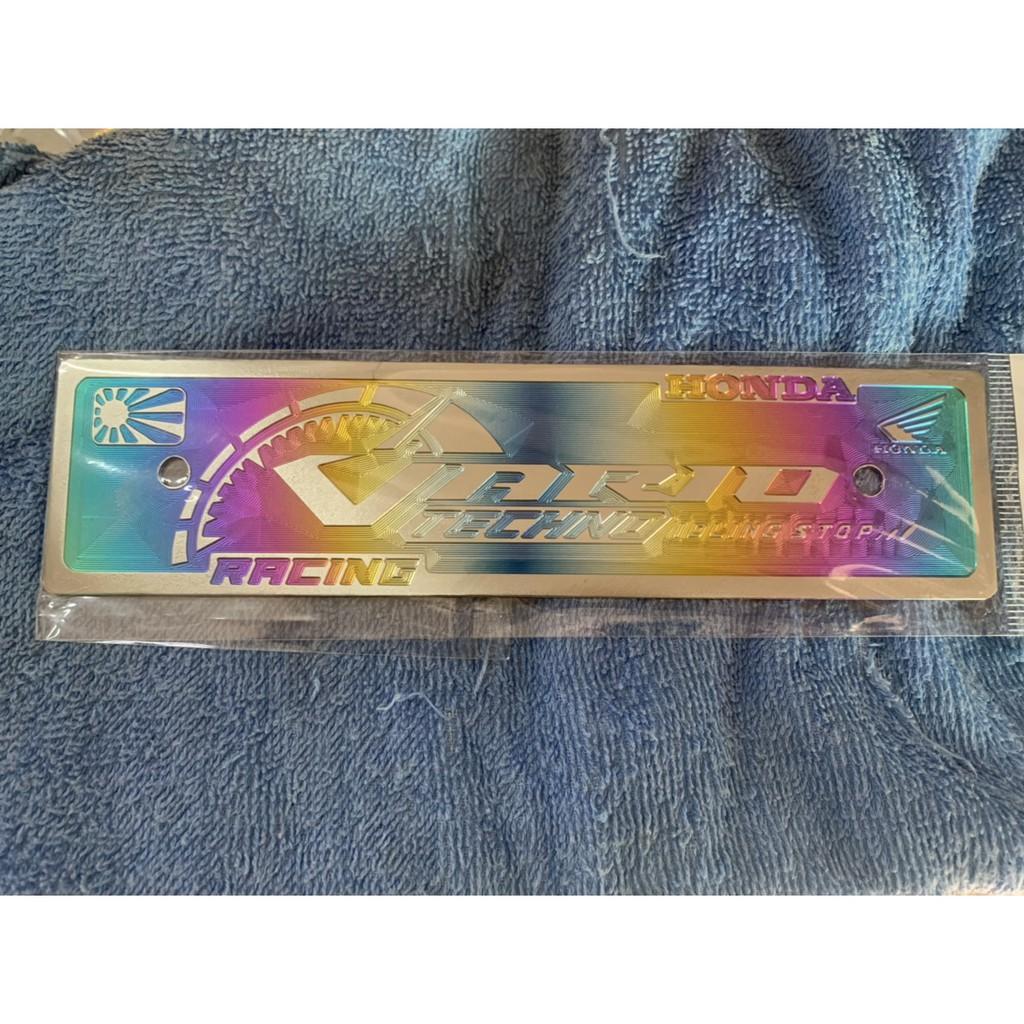 HONDA
HONDA
VARIO
TECHNO IDLING STOP
RACING